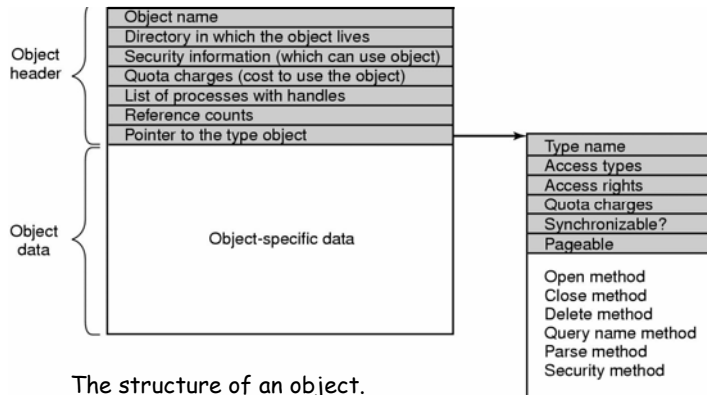 Object name
Directory in which the object lives
Security information (which can use object)
Quota charges (cost to use the object)
List of processes with handles
Reference counts
Pointer to the type object
Object
header
Object
data
Object-specific data
Type name
Access types
Access rights
Quota charges
Synchronizable?
Pageable
Open method
Close method
Delete method
Query name method
Parse method
Security method
The structure of an object.